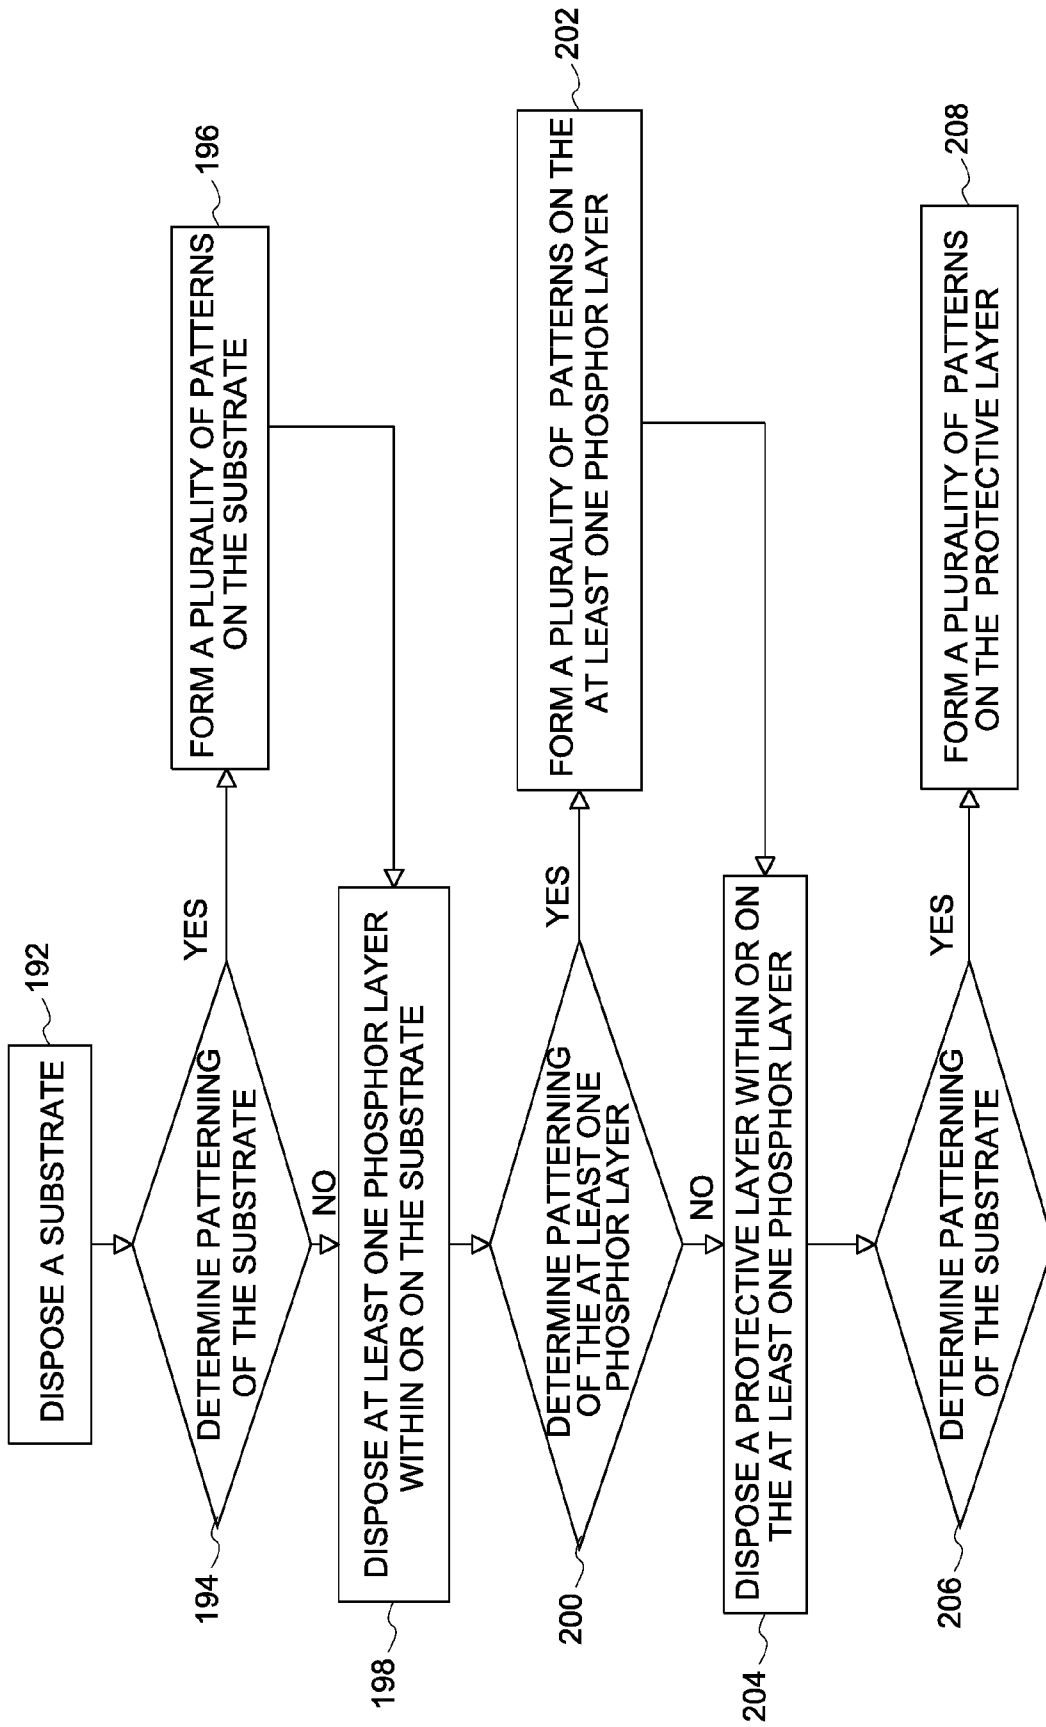 192
DISPOSE A SUBSTRATE
194
DETERMINE PATTERNING
OF THE SUBSTRATE
YES
NO
196
FORM A PLURALITY OF PATTERNS
ON THE SUBSTRATE
198
DISPOSE AT LEAST ONE PHOSPHOR LAYER
WITHIN OR ON THE SUBSTRATE
200
DETERMINE PATTERNING
OF THE AT LEAST ONE
PHOSPHOR LAYER
YES
NO
202
FORM A PLURALITY OF PATTERNS ON THE
AT LEAST ONE PHOSPHOR LAYER
204
DISPOSE A PROTECTIVE LAYER WITHIN OR ON
THE AT LEAST ONE PHOSPHOR LAYER
206
DETERMINE PATTERNING
OF THE SUBSTRATE
YES
208
FORM A PLURALITY OF PATTERNS
ON THE PROTECTIVE LAYER